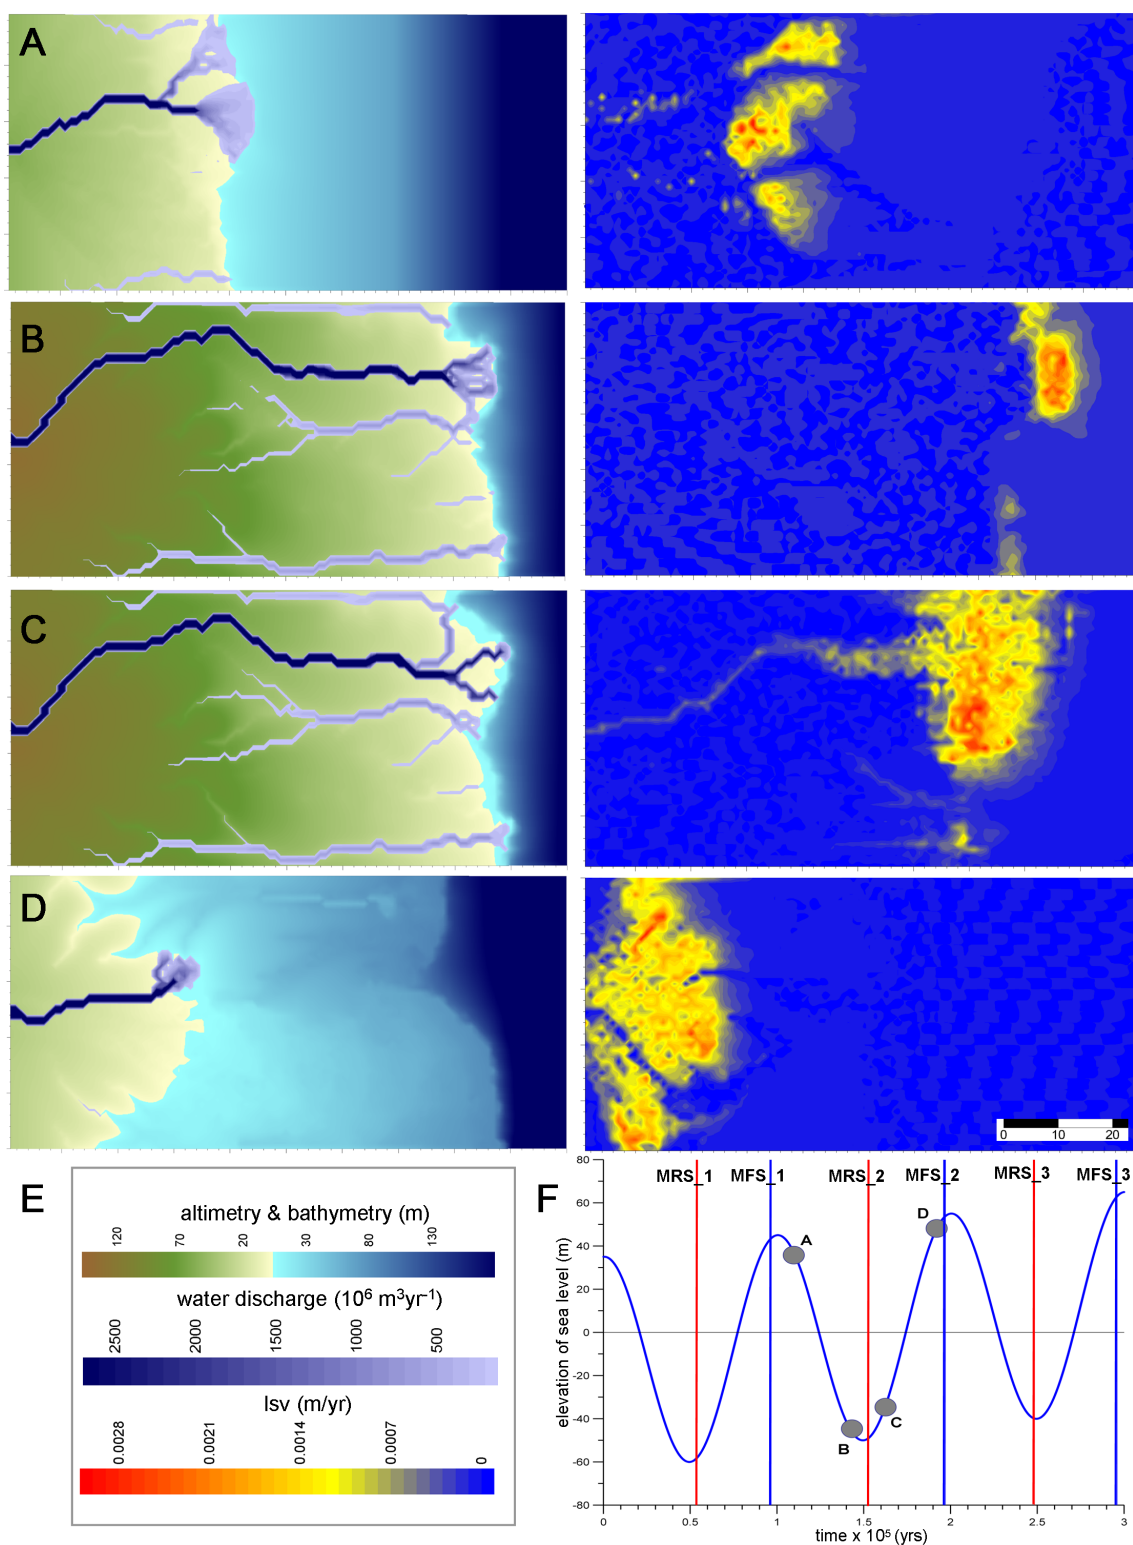 A
B
C
D
0 10 20
E
altimetry & bathymetry (m)
120 70 20 30 80 130
water discharge (10⁶ m³yr⁻¹)
2500 2000 1500 1000 500
lsv (m/yr)
0.0028 0.0021 0.0014 0.0007 0
F
MRS_1 MFS_1 MRS_2 MFS_2 MRS_3 MFS_3
80
60
40
20
0
-20
-40
-60
-80
elevation of sea level (m)
A
D
C
B
0 0.5 1 1.5 2 2.5 3
time x 10⁵ (yrs)